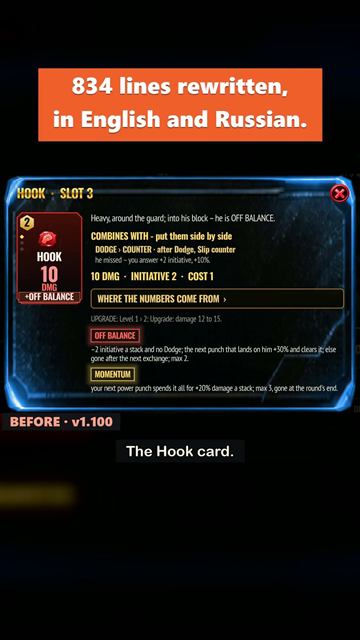 834 lines rewritten,
in English and Russian.
HOOK · SLOT 3
2
HOOK
10
DMG
+OFF BALANCE
Heavy, around the guard; into his block – he is OFF BALANCE.
COMBINES WITH - put them side by side
DODGE › COUNTER · after Dodge, Slip counter
he missed – you answer +2 initiative, +10%.
10 DMG · INITIATIVE 2 · COST 1
WHERE THE NUMBERS COME FROM ›
UPGRADE: Level 1 › 2: Upgrade: damage 12 to 15.
OFF BALANCE
−2 initiative a stack and no Dodge; the next punch that lands on him +30% and clears it; else
gone after the next exchange; max 2.
MOMENTUM
your next power punch spends it all for +20% damage a stack; max 3, gone at the round's end.
BEFORE · v1.100
The Hook card.